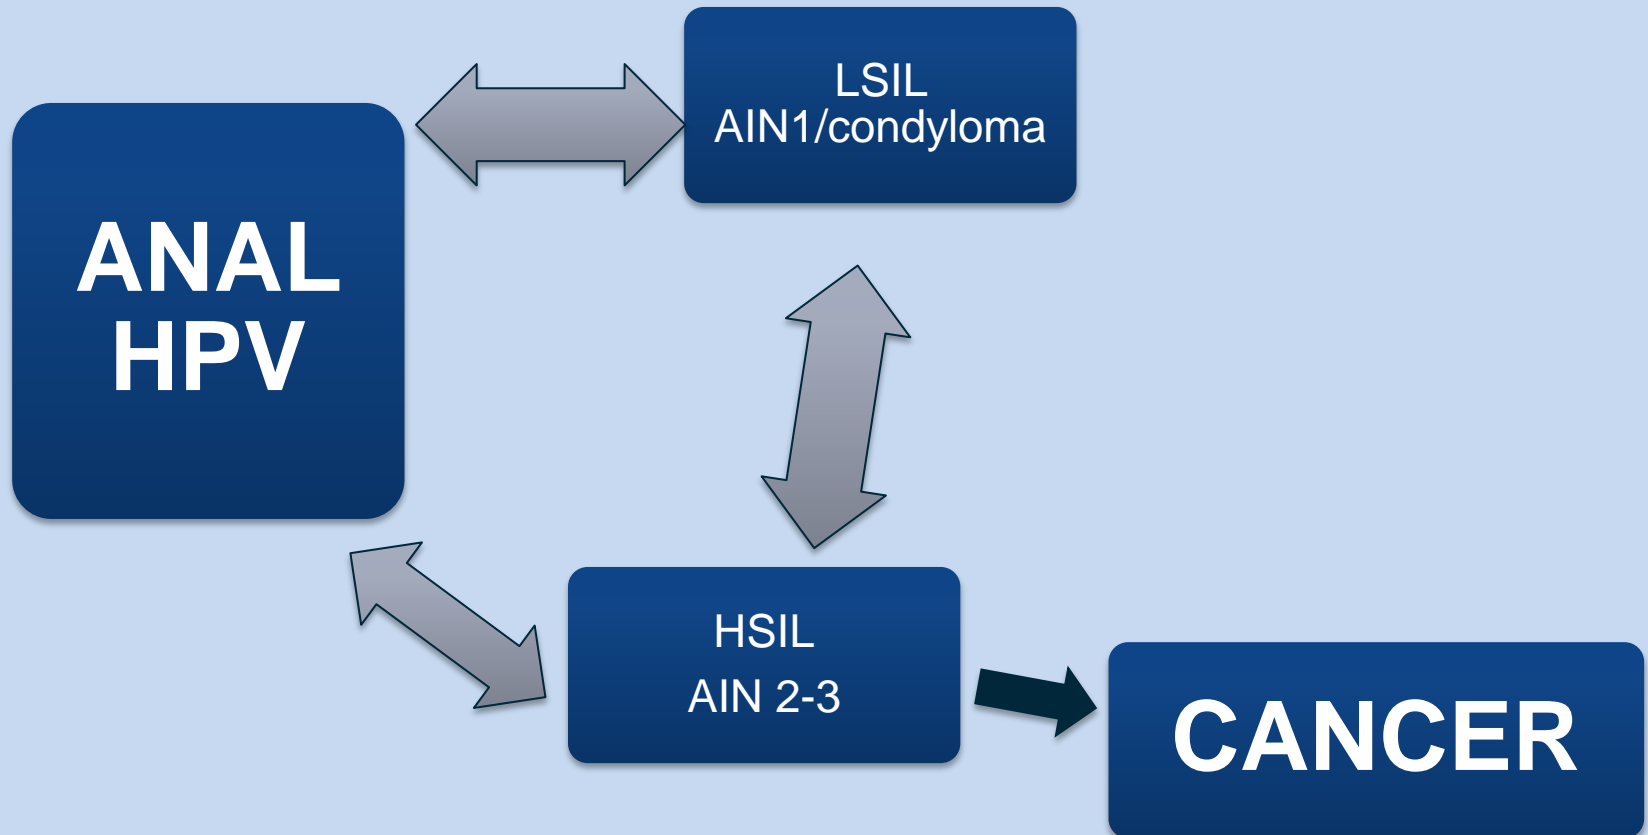 LSIL
AIN1/condyloma
ANAL
HPV
HSIL
AIN 2-3
CANCER